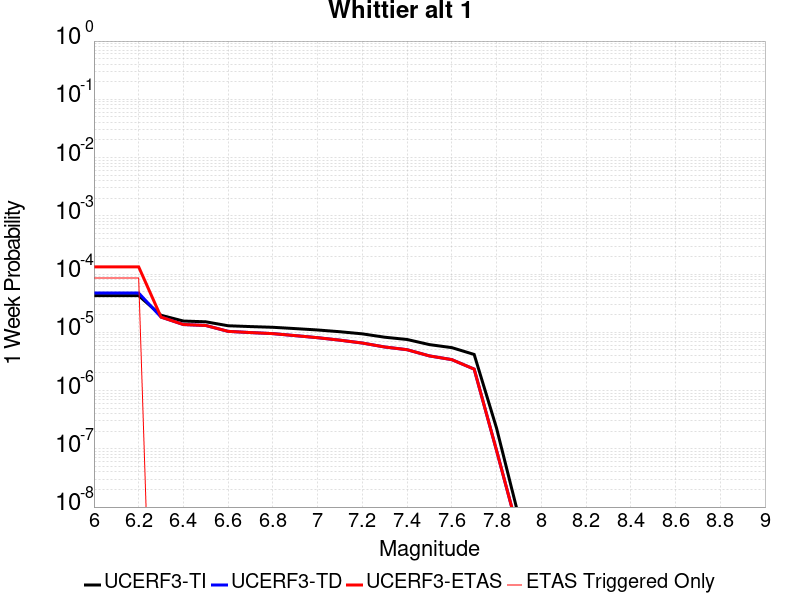 Whittier alt 1
10 0
10 -1
10 -2
10 -3
10 -4
10 -5
10 -6
10 -7
10 -8
1 Week Probability
6 6.2 6.4 6.6 6.8 7 7.2 7.4 7.6 7.8 8 8.2 8.4 8.6 8.8 9
Magnitude
UCERF3-TI UCERF3-TD UCERF3-ETAS ETAS Triggered Only